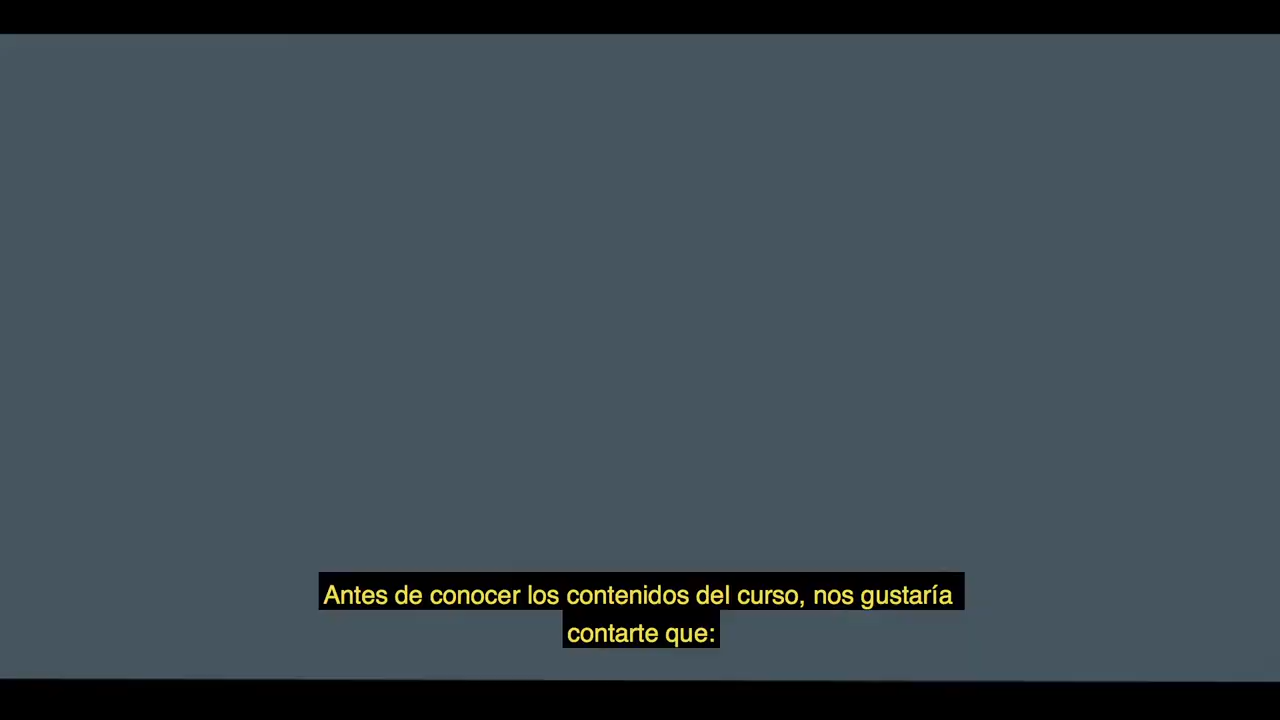 Antes de conocer los contenidos del curso, nos gustaría
contarte que: